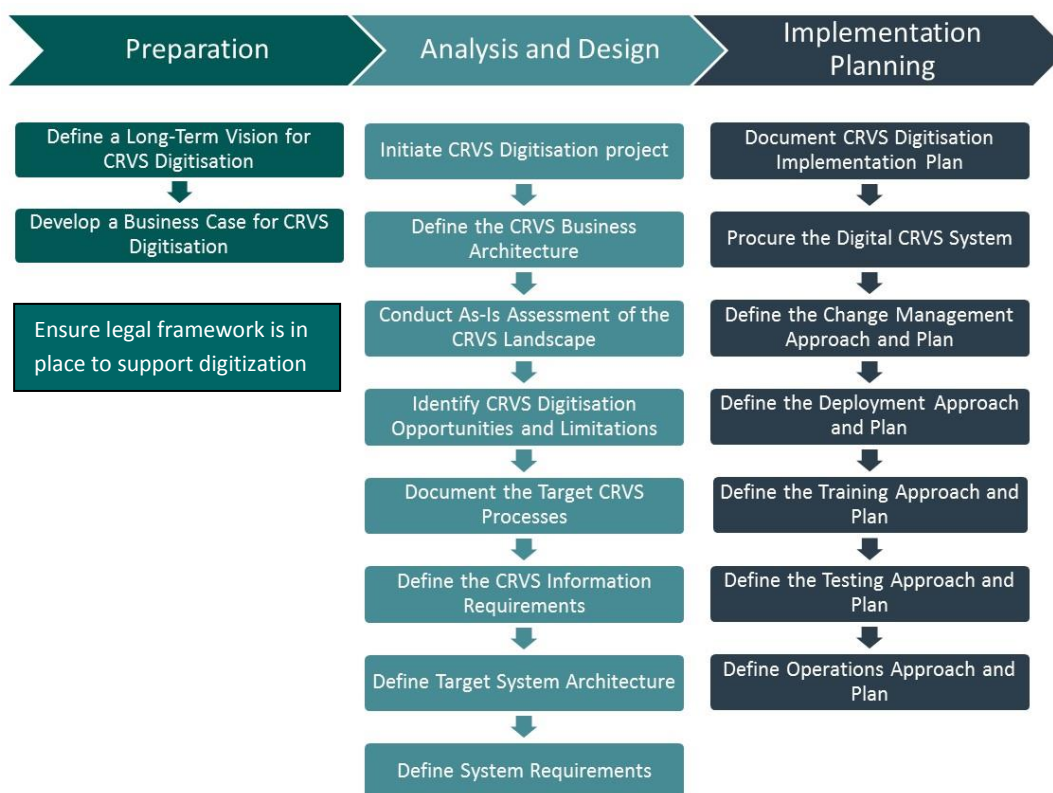 Preparation
Analysis and Design
Implementation
Planning
Define a Long-Term Vision for
CRVS Digitisation
Develop a Business Case for CRVS
Digitisation
Ensure legal framework is in
place to support digitization
Initiate CRVS Digitisation project
Define the CRVS Business
Architecture
Conduct As-Is Assessment of the
CRVS Landscape
Identify CRVS Digitisation
Opportunities and Limitations
Document the Target CRVS
Processes
Define the CRVS Information
Requirements
Define Target System Architecture
Define System Requirements
Document CRVS Digitisation
Implementation Plan
Procure the Digital CRVS System
Define the Change Management
Approach and Plan
Define the Deployment Approach
and Plan
Define the Training Approach and
Plan
Define the Testing Approach and
Plan
Define Operations Approach and
Plan